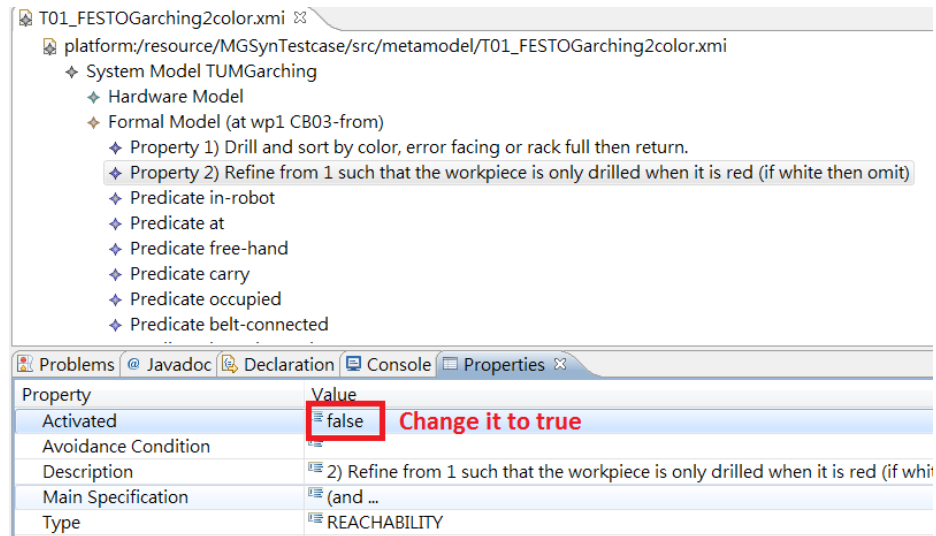 T01_FESTOGarching2color.xmi
platform:/resource/MGSynTestcase/src/metamodel/T01_FESTOGarching2color.xmi
System Model TUMGarching
Hardware Model
Formal Model (at wp1 CB03-from)
Property 1) Drill and sort by color, error facing or rack full then return.
Property 2) Refine from 1 such that the workpiece is only drilled when it is red (if white then omit)
Predicate in-robot
Predicate at
Predicate free-hand
Predicate carry
Predicate occupied
Predicate belt-connected
Problems @ Javadoc Declaration Console Properties
Property Value
Activated false Change it to true
Avoidance Condition
Description 2) Refine from 1 such that the workpiece is only drilled when it is red (if whit
Main Specification (and ...
Type REACHABILITY